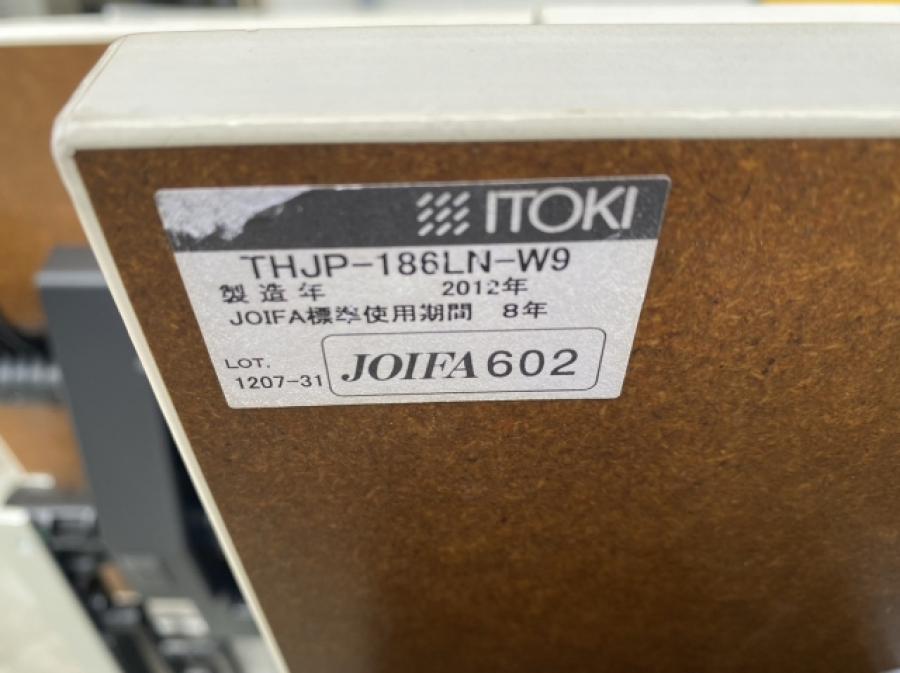 ITOKI
THJP-186LN-W9
製造年 2012年
JOIFA標準使用期間 8年
LOT.
1207-31
JOIFA 602